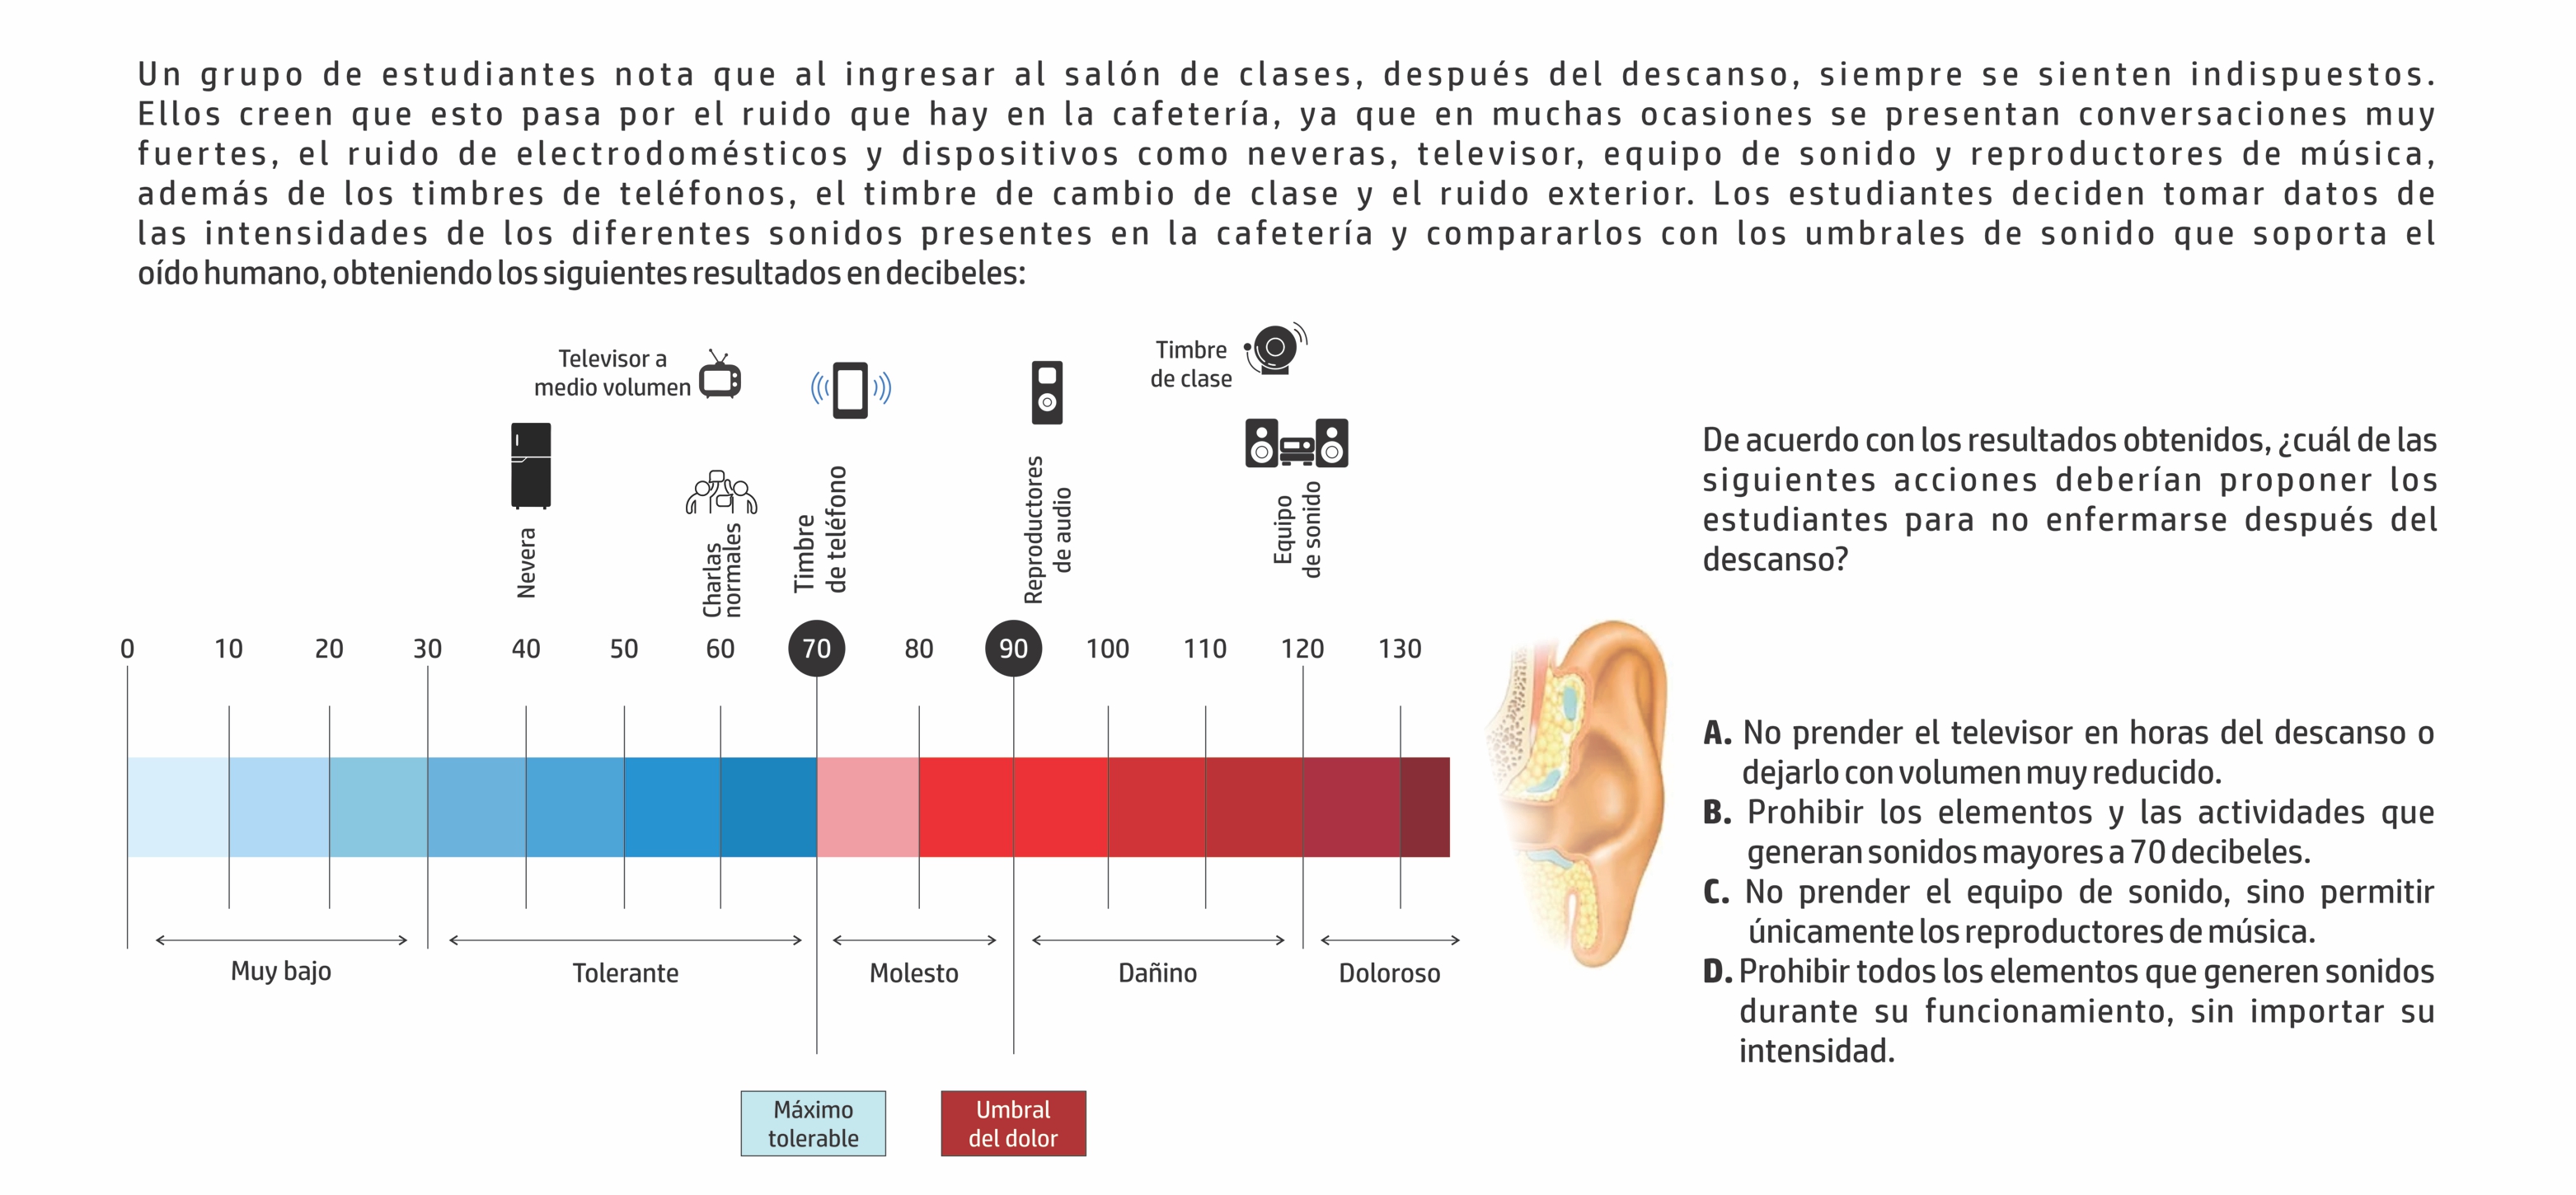 Un grupo de estudiantes nota que al ingresar al salón de clases, después del descanso, siempre se sienten indispuestos.
Ellos creen que esto pasa por el ruido que hay en la cafetería, ya que en muchas ocasiones se presentan conversaciones muy
fuertes, el ruido de electrodomésticos y dispositivos como neveras, televisor, equipo de sonido y reproductores de música,
además de los timbres de teléfonos, el timbre de cambio de clase y el ruido exterior. Los estudiantes deciden tomar datos de
las intensidades de los diferentes sonidos presentes en la cafetería y compararlos con los umbrales de sonido que soporta el
oído humano, obteniendo los siguientes resultados en decibeles:
Televisor a
medio volumen
Timbre
de clase
Nevera
Charlas
normales
Timbre
de teléfono
Reproductores
de audio
Equipo
de sonido
0 10 20 30 40 50 60 70 80 90 100 110 120 130
Muy bajo Tolerante Molesto Dañino Doloroso
Máximo
tolerable
Umbral
del dolor
De acuerdo con los resultados obtenidos, ¿cuál de las
siguientes acciones deberían proponer los
estudiantes para no enfermarse después del
descanso?
A. No prender el televisor en horas del descanso o
dejarlo con volumen muy reducido.
B. Prohibir los elementos y las actividades que
generan sonidos mayores a 70 decibeles.
C. No prender el equipo de sonido, sino permitir
únicamente los reproductores de música.
D. Prohibir todos los elementos que generen sonidos
durante su funcionamiento, sin importar su
intensidad.